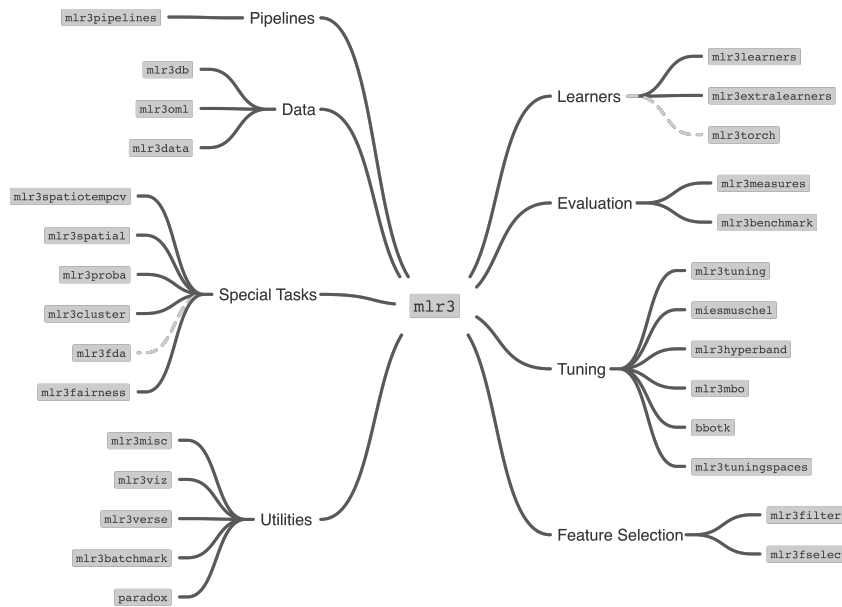 mlr3pipelines
Pipelines
mlr3db
mlr3oml
mlr3data
Data
mlr3spatiotempcv
mlr3spatial
mlr3proba
mlr3cluster
mlr3fda
mlr3fairness
Special Tasks
mlr3misc
mlr3viz
mlr3verse
mlr3batchmark
paradox
Utilities
mlr3
Learners
mlr3learners
mlr3extralearners
mlr3torch
Evaluation
mlr3measures
mlr3benchmark
Tuning
mlr3tuning
miesmuschel
mlr3hyperband
mlr3mbo
bbotk
mlr3tuningspaces
Feature Selection
mlr3filter
mlr3fselec